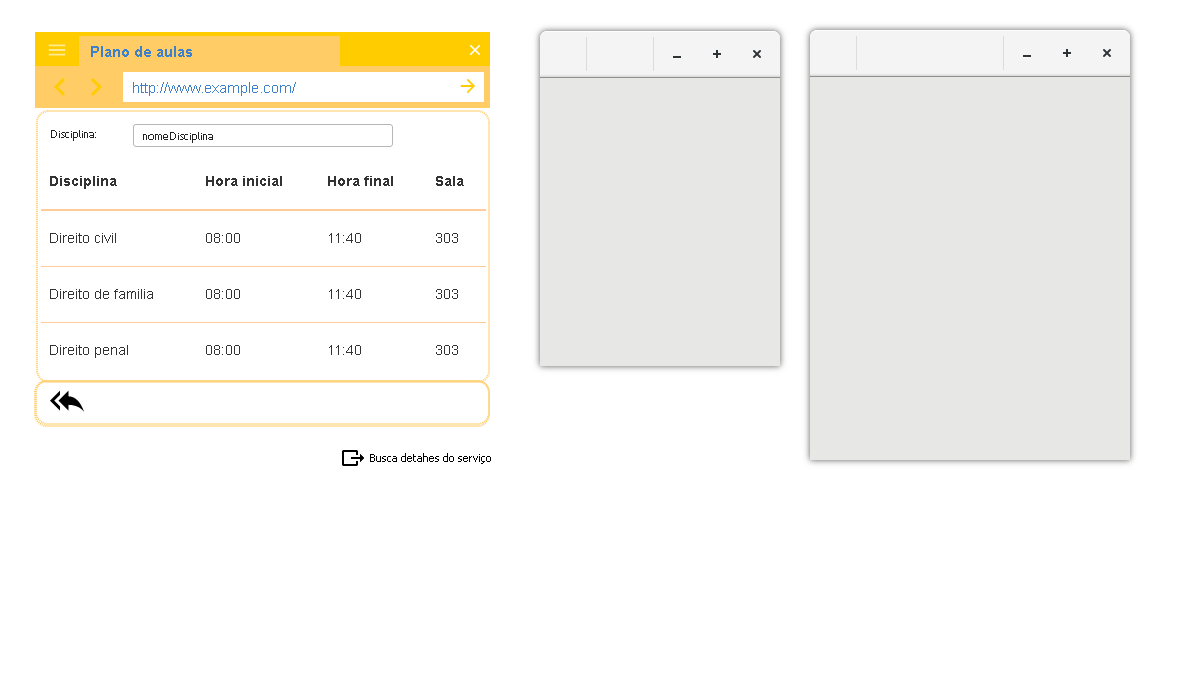 Plano de aulas
http://www.example.com/
Disciplina: nomeDisciplina
Disciplina Hora inicial Hora final Sala
Direito civil 08:00 11:40 303
Direito de familia 08:00 11:40 303
Direito penal 08:00 11:40 303
Busca detahes do serviço